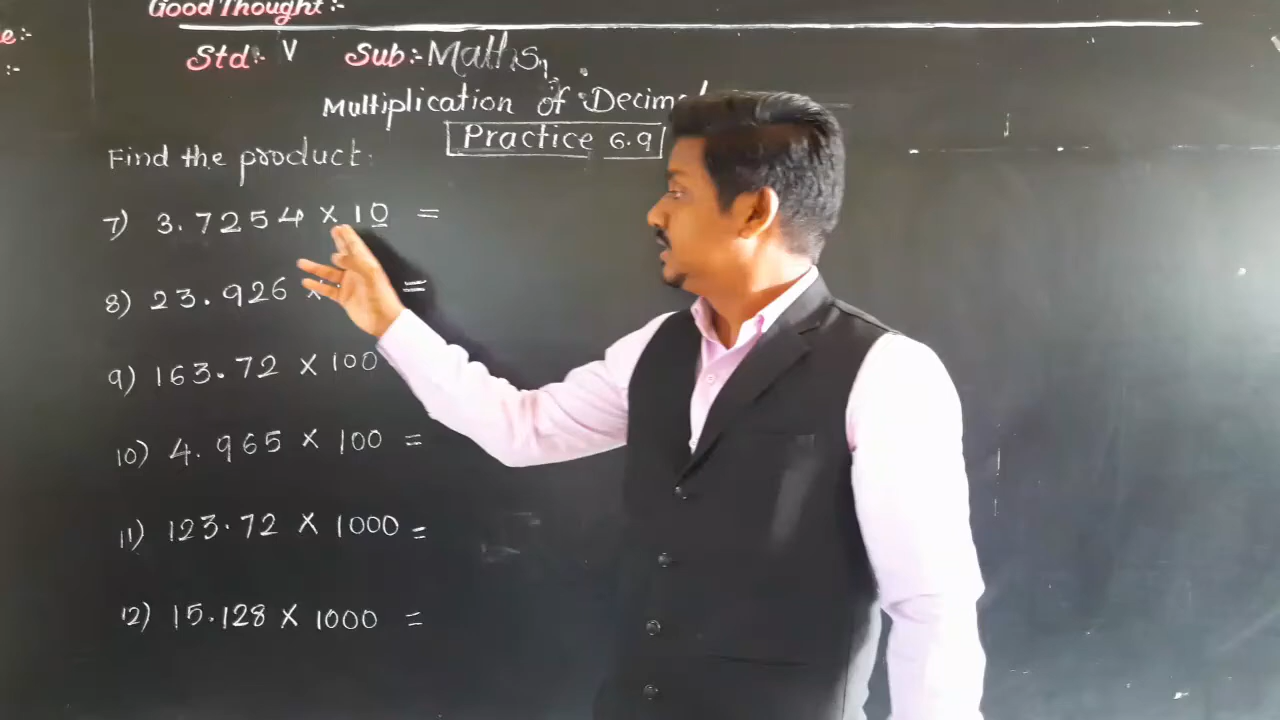 Good Thought:-
e:-
:-
Std:- V Sub:- Maths
Multiplication of Decimal
Practice 6.9
Find the product:
7) 3.7254 × 10 =
8) 23.926 × =
9) 163.72 × 100
10) 4.965 × 100 =
11) 123.72 × 1000 =
12) 15.128 × 1000 =